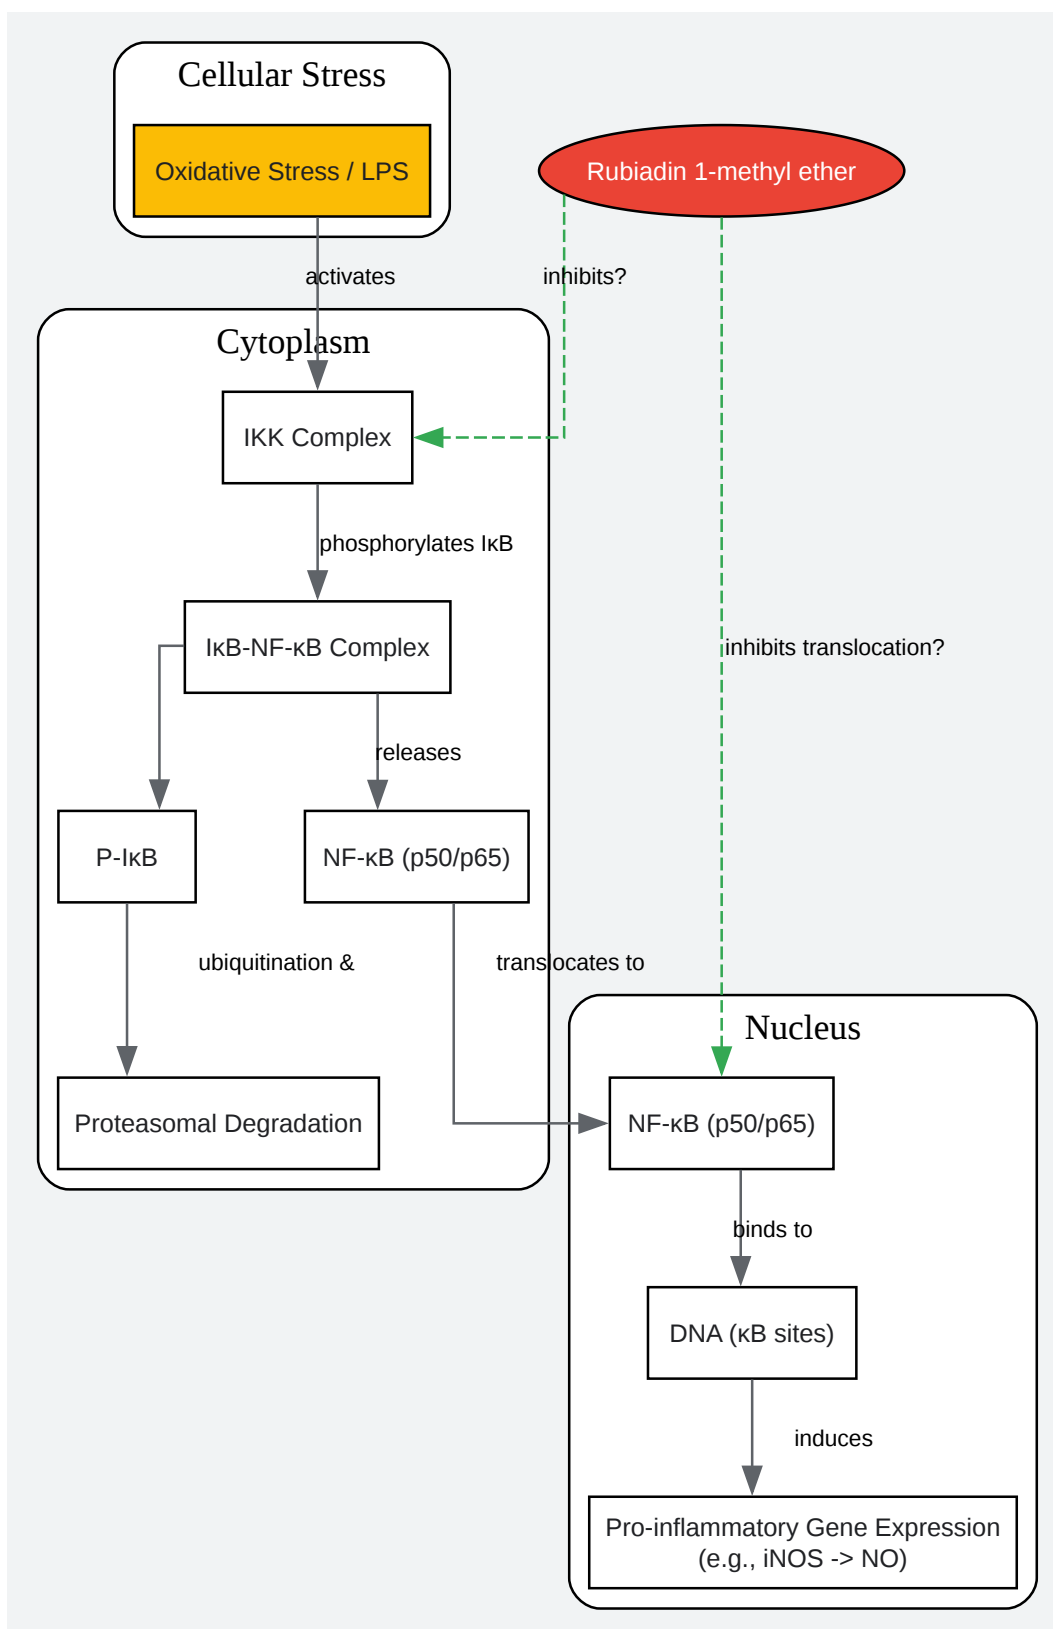 Cellular Stress
Oxidative Stress / LPS
Rubiadin 1-methyl ether
activates
inhibits?
Cytoplasm
IKK Complex
phosphorylates IκB
IκB-NF-κB Complex
inhibits translocation?
releases
P-IκB
NF-κB (p50/p65)
ubiquitination &
translocates to
Nucleus
Proteasomal Degradation
NF-κB (p50/p65)
binds to
DNA (κB sites)
induces
Pro-inflammatory Gene Expression
(e.g., iNOS -> NO)